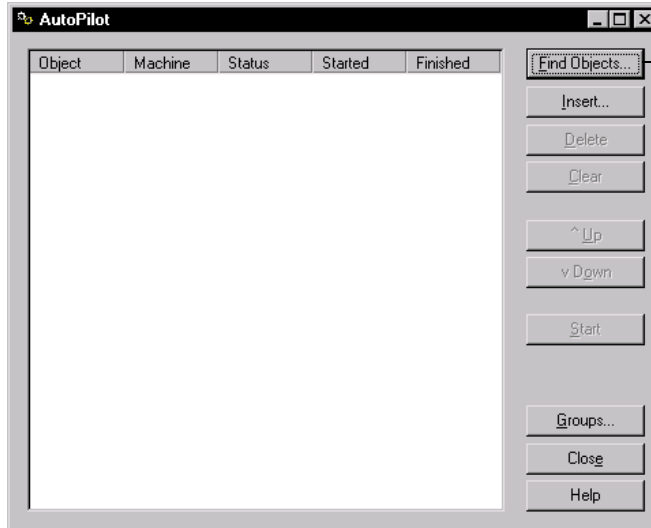 AutoPilot
Object Machine Status Started Finished
Find Objects...
Insert...
Delete
Clear
^ Up
v Down
Start
Groups...
Close
Help